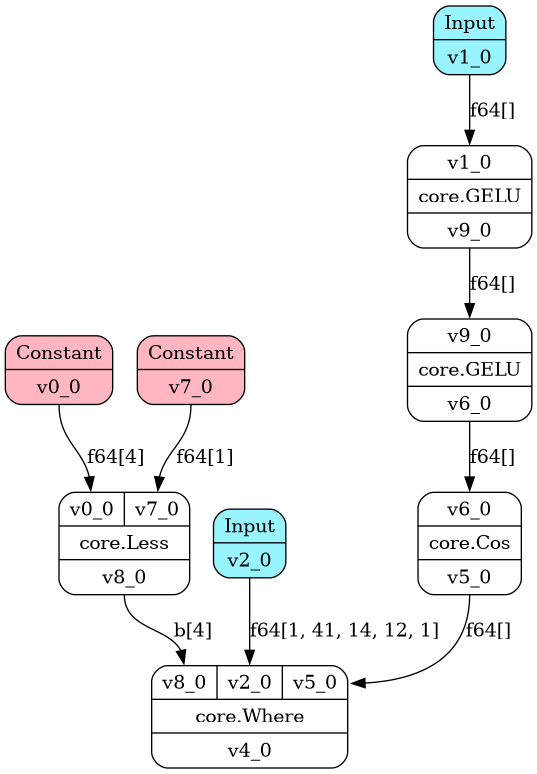 Input
v1_0
f64[]
v1_0
core.GELU
v9_0
f64[]
v9_0
core.GELU
v6_0
Constant
v0_0
Constant
v7_0
f64[4]
f64[1]
f64[]
v0_0 v7_0
core.Less
v8_0
Input
v2_0
v6_0
core.Cos
v5_0
b[4]
f64[1, 41, 14, 12, 1]
f64[]
v8_0 v2_0 v5_0
core.Where
v4_0